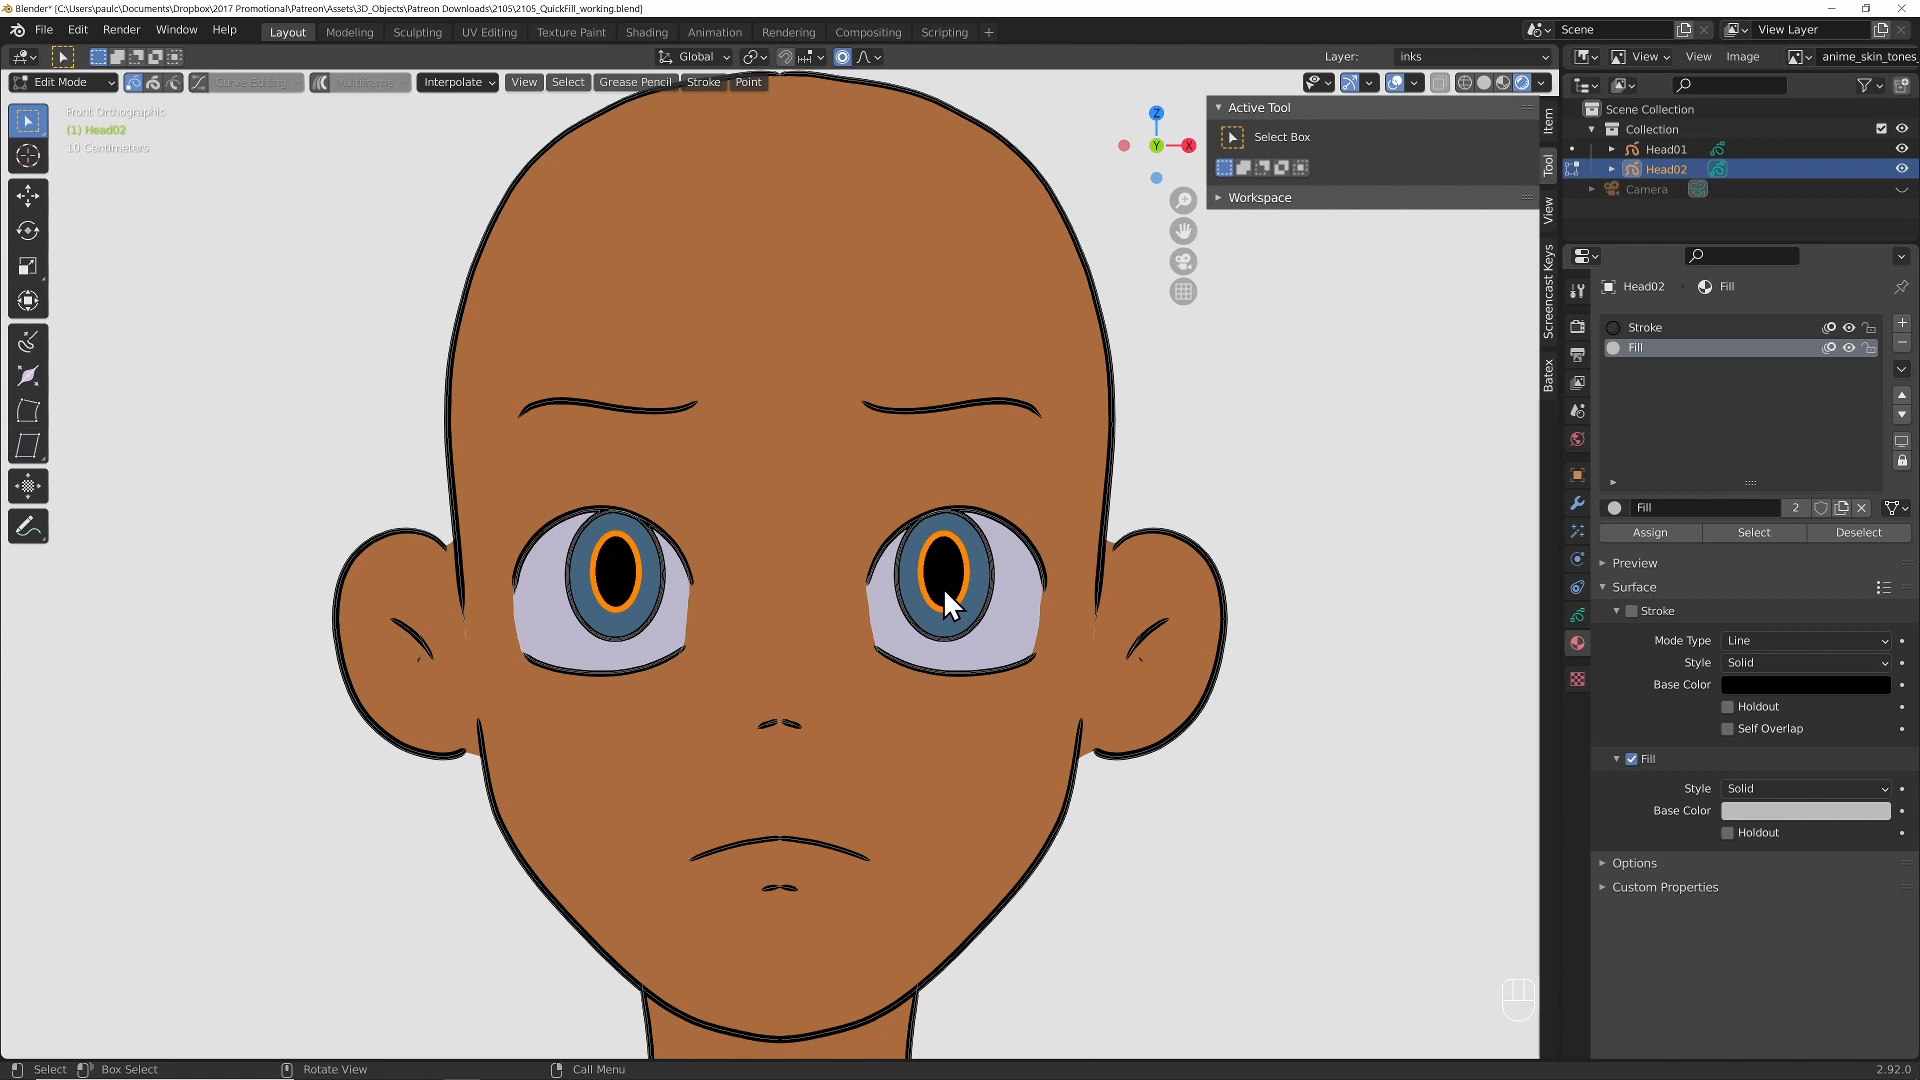 Blender* [C:\Users\paulc\Documents\Dropbox\2017 Promotional\Patreon\Assets\3D_Objects\Patreon Downloads\2105\2105_QuickFill_working.blend]
File Edit Render Window Help Layout Modeling Sculpting UV Editing Texture Paint Shading Animation Rendering Compositing Scripting + Scene View Layer
Global Layer: inks View View Image anime_skin_tones
Edit Mode Curve Editing Multiframe Interpolate View Select Grease Pencil Stroke Point
Front Orthographic
(1) Head02
10 Centimeters
Z
Y X
Active Tool
Select Box
Workspace
Item
Tool
View
Screencast Keys
Batex
Scene Collection
Collection
Head01
Head02
Camera
Head02 Fill
Stroke
Fill
Fill 2
Assign Select Deselect
Preview
Surface
Stroke
Mode Type Line
Style Solid
Base Color
Holdout
Self Overlap
Fill
Style Solid
Base Color
Holdout
Options
Custom Properties
Select Box Select Rotate View Call Menu 2.92.0